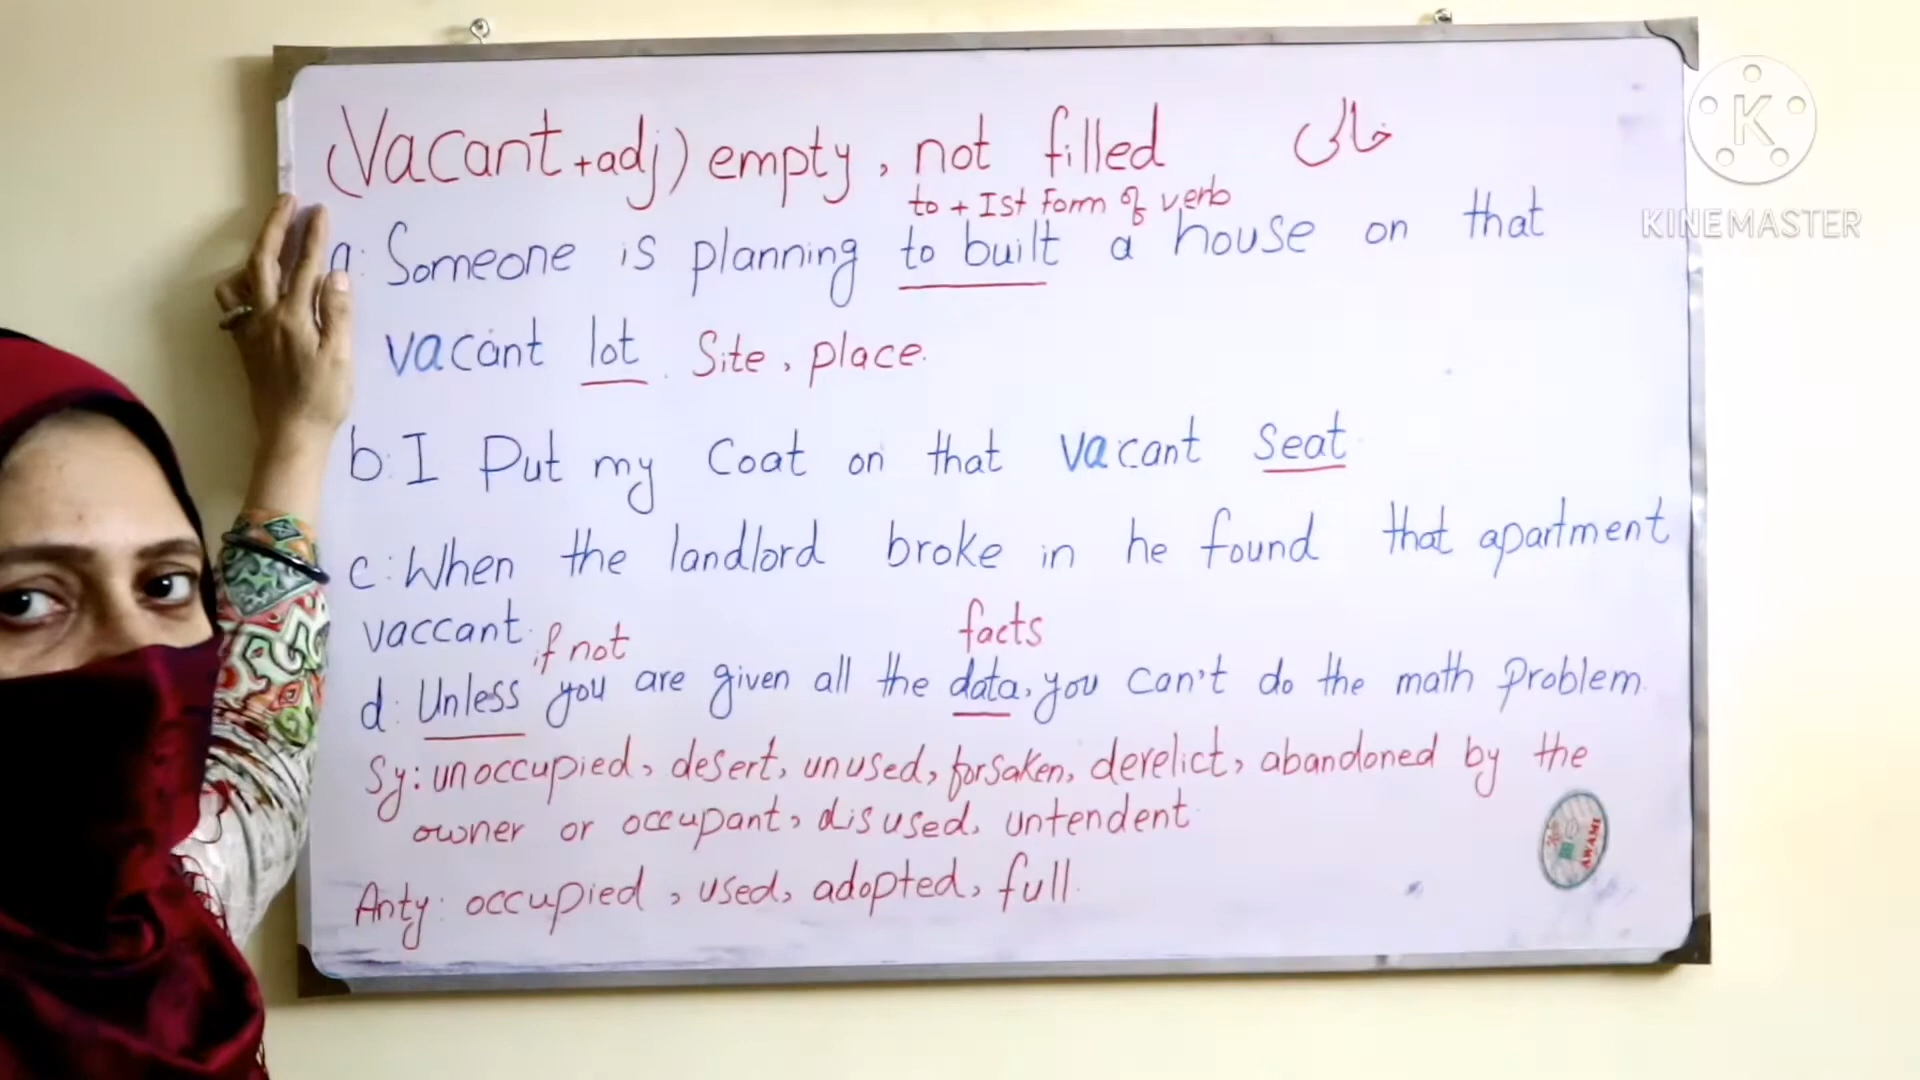 (Vacant +adj) empty, not filled خالی
to + Ist Form of verb
a: Someone is planning to built a house on that
vacant lot. Site, place.
b: I Put my Coat on that vacant seat.
c: When the landlord broke in he found that apartment
vaccant.
if not facts
d: Unless you are given all the data, you can't do the math problem.
Sy: unoccupied, desert, unused, forsaken, derelict, abandoned by the
owner or occupant, disused, untendent
Anty: occupied, used, adopted, full.
K
KINEMASTER
AWAMI